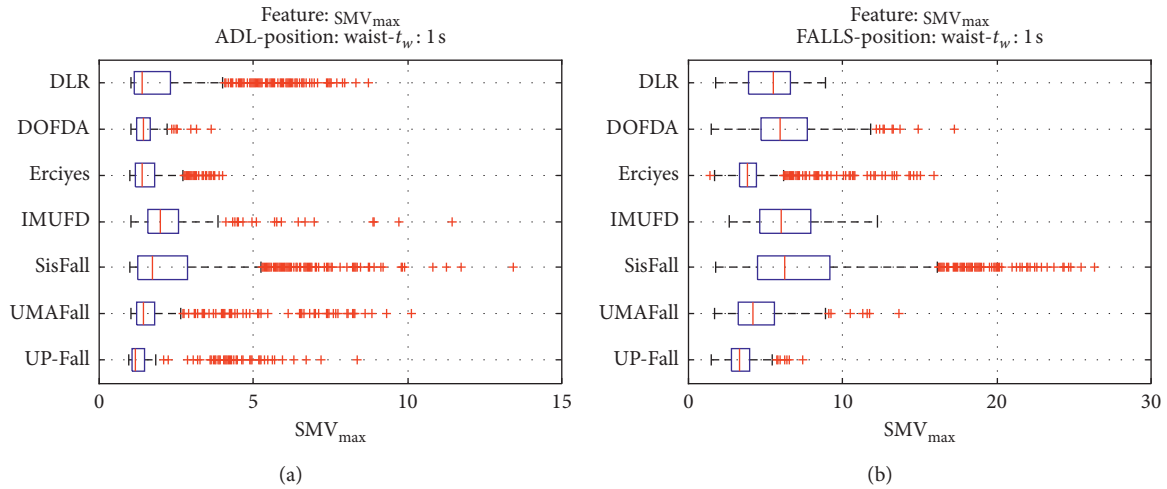 Feature: SMVmax
ADL-position: waist-tw: 1 s
DLR
DOFDA
Erciyes
IMUFD
SisFall
UMAFall
UP-Fall
0 5 10 15
SMVmax
(a)
Feature: SMVmax
FALLS-position: waist-tw: 1 s
DLR
DOFDA
Erciyes
IMUFD
SisFall
UMAFall
UP-Fall
0 10 20 30
SMVmax
(b)